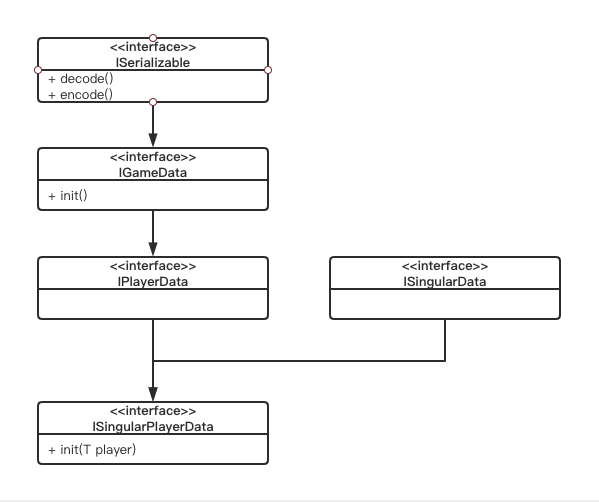 <<interface>>
ISerializable
+ decode()
+ encode()
<<interface>>
IGameData
+ init()
<<interface>>
IPlayerData
<<interface>>
ISingularData
<<interface>>
ISingularPlayerData
+ init(T player)